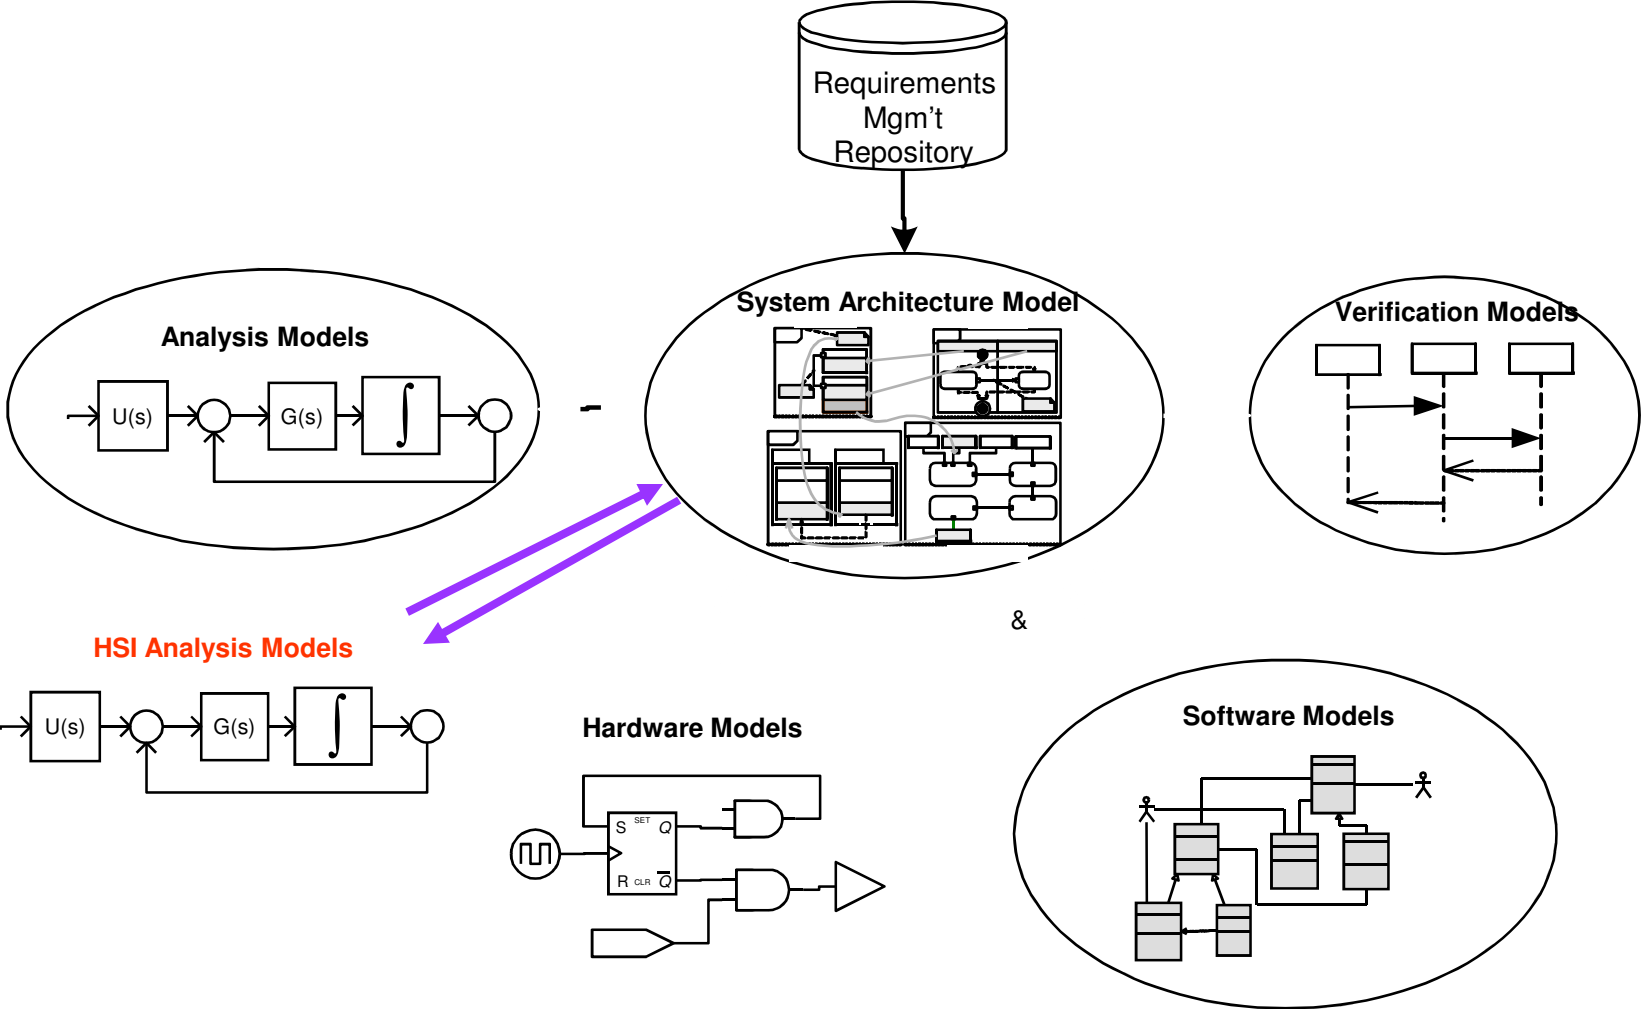 Requirements
Mgm't
Repository
System Architecture Model
Verification Models
Analysis Models
U(s)
G(s)
∫
-
&
HSI Analysis Models
U(s)
G(s)
∫
Hardware Models
S SET Q
R CLR Q̅
Software Models